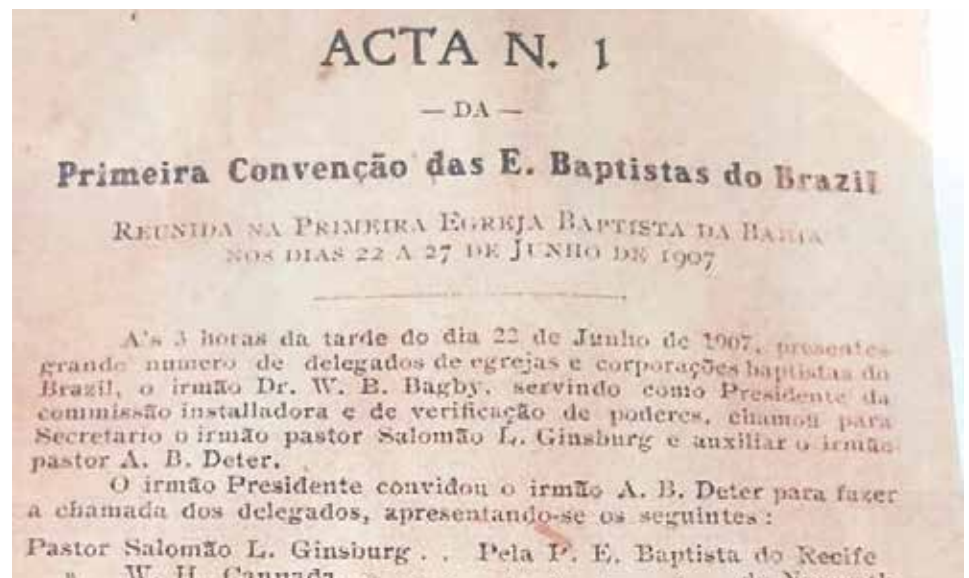 ACTA N. 1
— DA —
Primeira Convenção das E. Baptistas do Brazil
REUNIDA NA PRIMEIRA EGREJA BAPTISTA DA BAHIA
NOS DIAS 22 A 27 DE JUNHO DE 1907
A's 3 horas da tarde do dia 22 de Junho de 1907, presentes
grande numero de delegados de egrejas e corporações baptistas do
Brazil, o irmão Dr. W. B. Bagby, servindo como Presidente da
commissão installadora e de verificação de poderes, chamou para
Secretario o irmão pastor Salomão L. Ginsburg e auxiliar o irmão
pastor A. B. Deter.
O irmão Presidente convidou o irmão A. B. Deter para fazer
a chamada dos delegados, apresentando-se os seguintes :
Pastor Salomão L. Ginsburg . . Pela P. E. Baptista do Recife
" W. H. Cannada